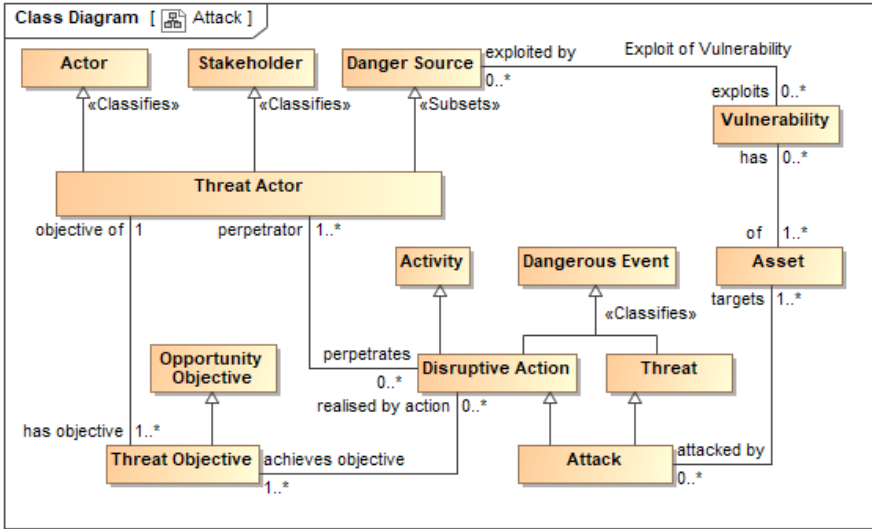 Class Diagram [ Attack ]
Actor
Stakeholder
Danger Source
exploited by
Exploit of Vulnerability
0..*
«Classifies»
«Classifies»
«Subsets»
exploits
0..*
Vulnerability
has
0..*
Threat Actor
objective of
1
perpetrator
1..*
of
1..*
Activity
Dangerous Event
Asset
targets
1..*
«Classifies»
Opportunity
Objective
perpetrates
0..*
Disruptive Action
Threat
realised by action
0..*
has objective
1..*
Threat Objective
achieves objective
1..*
Attack
attacked by
0..*